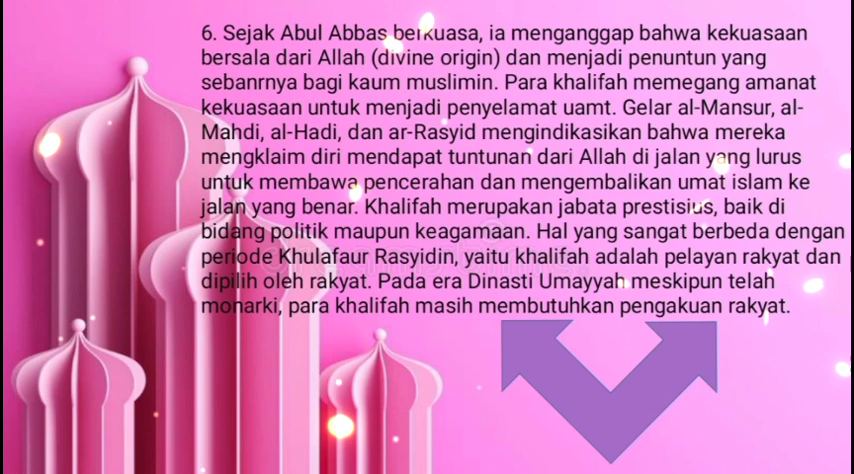 6. Sejak Abul Abbas berkuasa, ia menganggap bahwa kekuasaan
bersala dari Allah (divine origin) dan menjadi penuntun yang
sebanrnya bagi kaum muslimin. Para khalifah memegang amanat
kekuasaan untuk menjadi penyelamat uamt. Gelar al-Mansur, al-
Mahdi, al-Hadi, dan ar-Rasyid mengindikasikan bahwa mereka
mengklaim diri mendapat tuntunan dari Allah di jalan yang lurus
untuk membawa pencerahan dan mengembalikan umat islam ke
jalan yang benar. Khalifah merupakan jabata prestisius, baik di
bidang politik maupun keagamaan. Hal yang sangat berbeda dengan
periode Khulafaur Rasyidin, yaitu khalifah adalah pelayan rakyat dan
dipilih oleh rakyat. Pada era Dinasti Umayyah meskipun telah
monarki, para khalifah masih membutuhkan pengakuan rakyat.